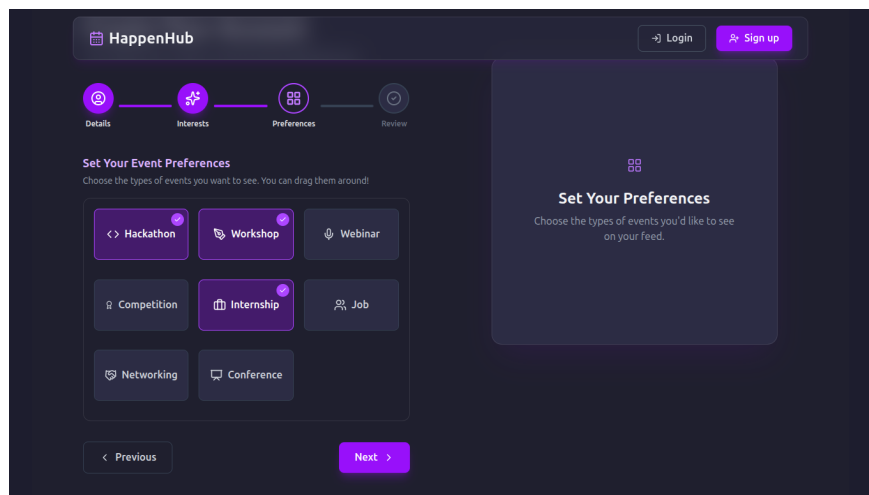 HappenHub
Login
Sign up
Details
Interests
Preferences
Review
Set Your Event Preferences
Choose the types of events you want to see. You can drag them around!
Hackathon
Workshop
Webinar
Competition
Internship
Job
Networking
Conference
Previous
Next
Set Your Preferences
Choose the types of events you'd like to see
on your feed.